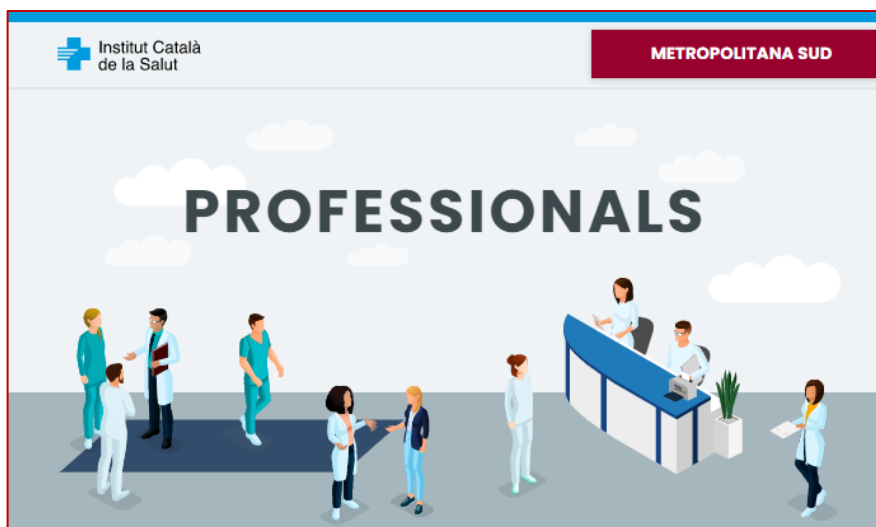 Institut Català
de la Salut
METROPOLITANA SUD
PROFESSIONALS